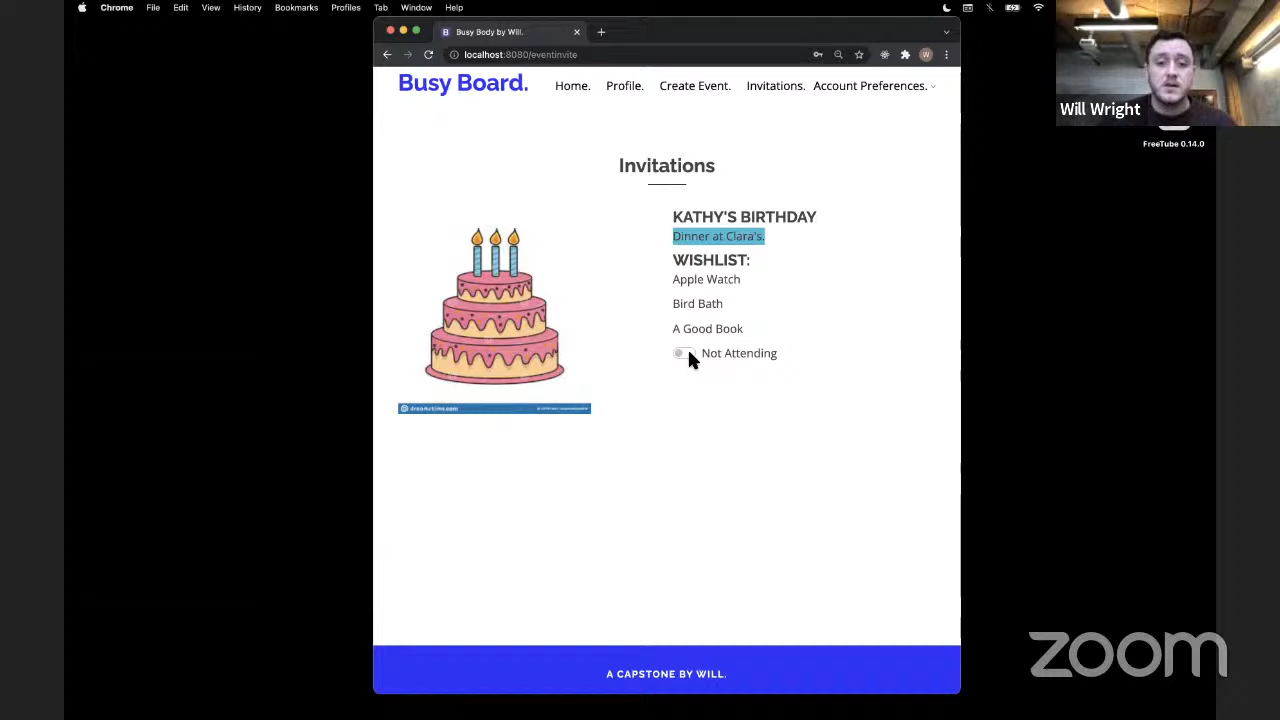 Chrome File Edit View History Bookmarks Profiles Tab Window Help
Busy Body by Will.
localhost:8080/eventinvite
W
Will Wright
FreeTube 0.14.0
Busy Board.
Home. Profile. Create Event. Invitations. Account Preferences.
Invitations
KATHY'S BIRTHDAY
Dinner at Clara's.
WISHLIST:
Apple Watch
Bird Bath
A Good Book
Not Attending
dreamstime.com
A CAPSTONE BY WILL.
zoom